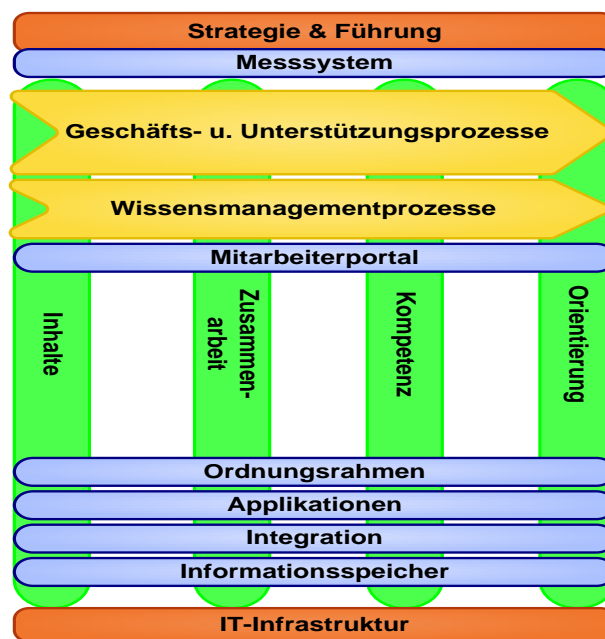 Strategie & Führung
Messsystem
Geschäfts- u. Unterstützungsprozesse
Wissensmanagementprozesse
Mitarbeiterportal
Inhalte
Zusammen-
arbeit
Kompetenz
Orientierung
Ordnungsrahmen
Applikationen
Integration
Informationsspeicher
IT-Infrastruktur